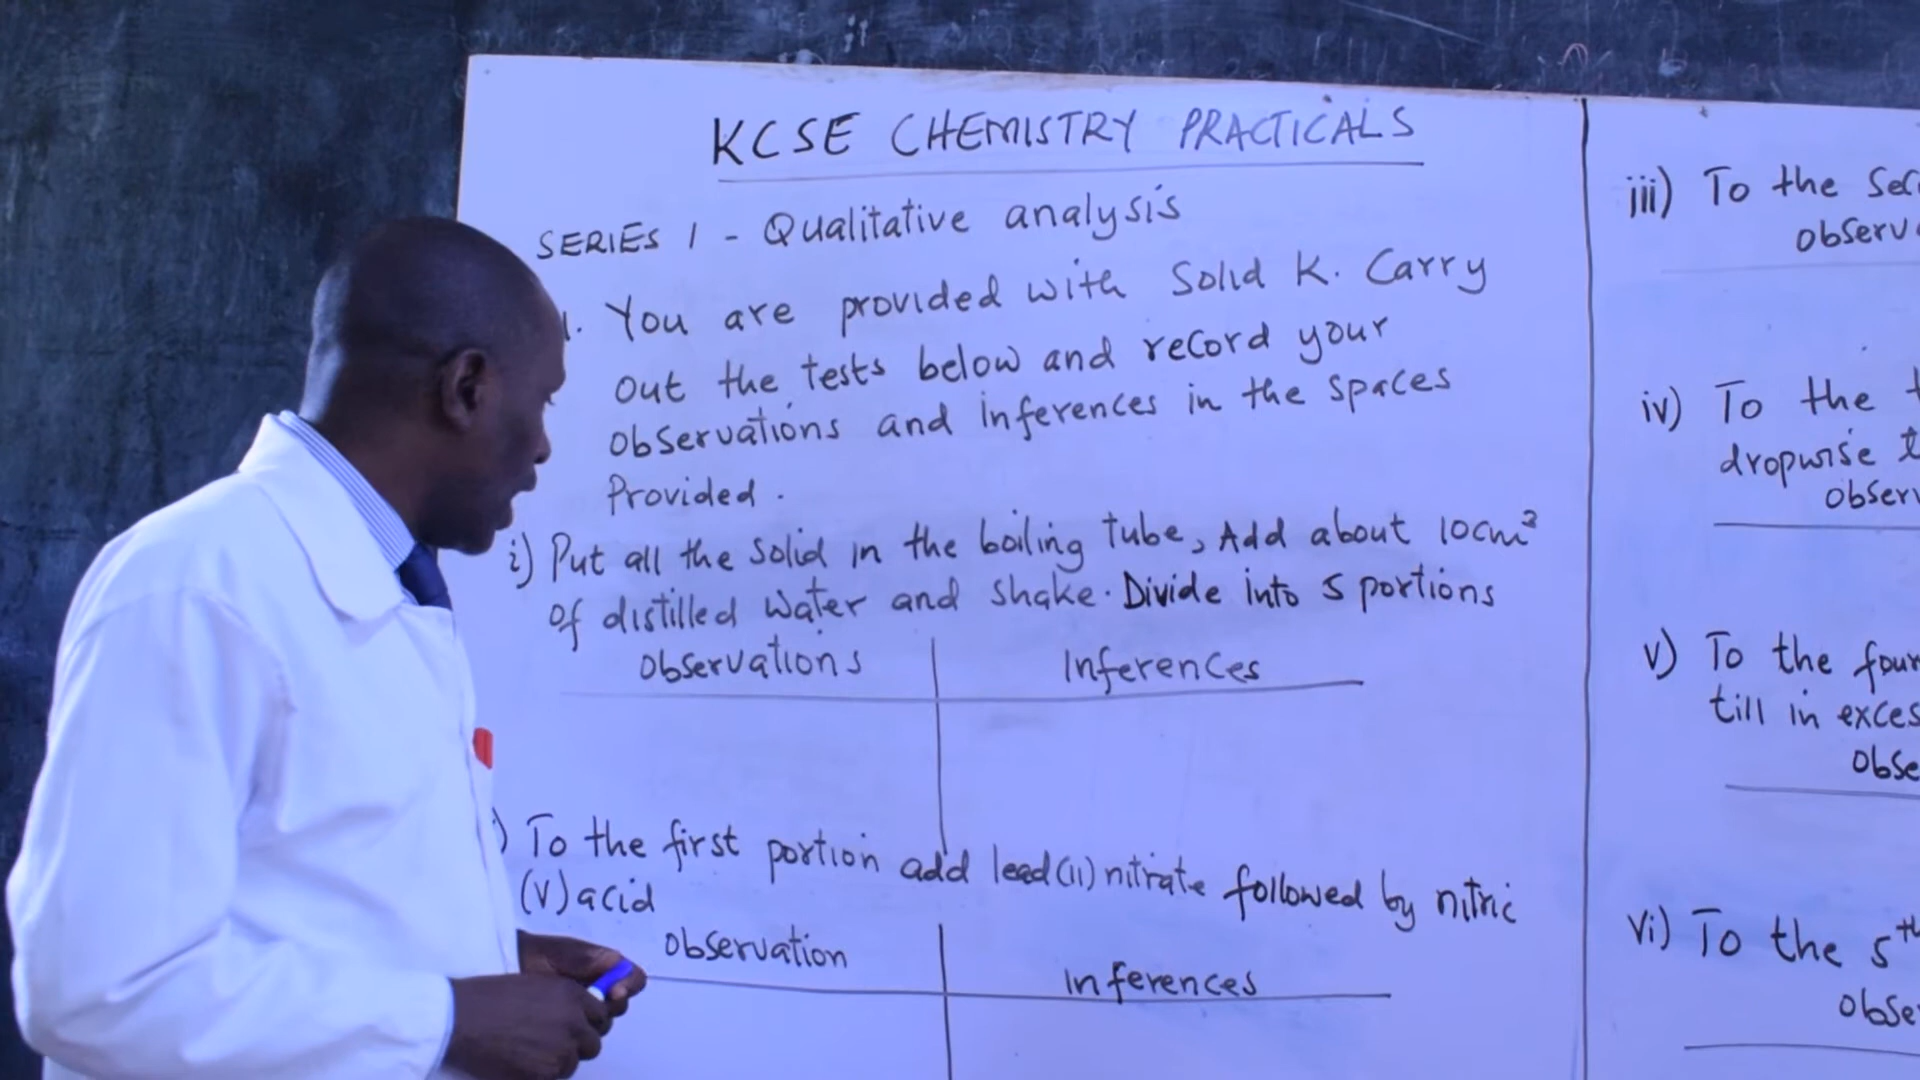 KCSE CHEMISTRY PRACTICALS
SERIES 1 - Qualitative analysis
1. You are provided with Solid K. Carry
out the tests below and record your
observations and inferences in the spaces
Provided.
i) Put all the solid in the boiling tube, Add about 10cm³
of distilled water and shake. Divide into 5 portions
Observations Inferences
) To the first portion add lead(II) nitrate followed by nitric
(V) acid
Observation Inferences
iii) To the Sec
observ
iv) To the t
dropwise t
observ
v) To the four
till in exces
Obse
vi) To the 5th
Obse